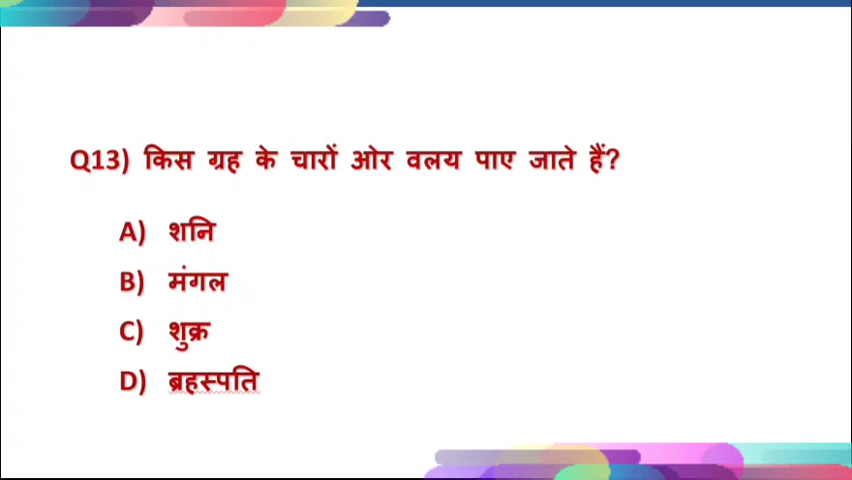 Q13) किस ग्रह के चारों ओर वलय पाए जाते हैं?
A) शनि
B) मंगल
C) शुक्र
D) ब्रहस्पति